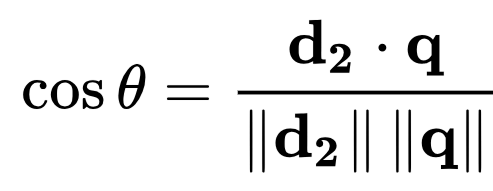 cos θ = d₂ · q / ‖d₂‖ ‖q‖